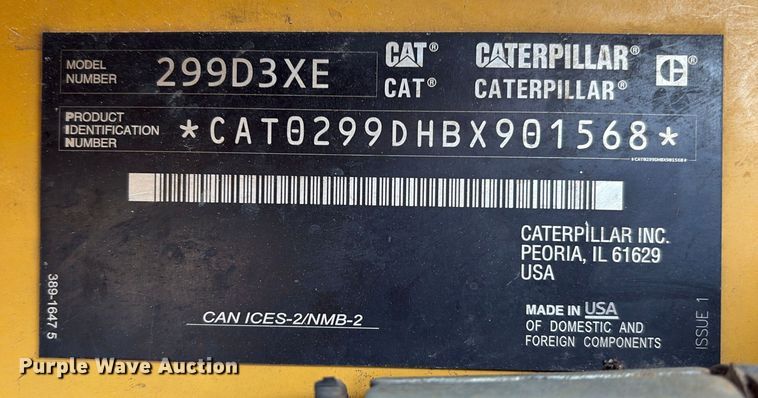 MODEL NUMBER 299D3XE
CAT® CATERPILLAR®
CAT® CATERPILLAR®
PRODUCT IDENTIFICATION NUMBER *CAT0299DHBX901568*
*CAT0299DHBX901568*
CATERPILLAR INC.
PEORIA, IL 61629
USA
CAN ICES-2/NMB-2
MADE IN USA
OF DOMESTIC AND
FOREIGN COMPONENTS
389-1647 5
ISSUE 1
Purple Wave Auction